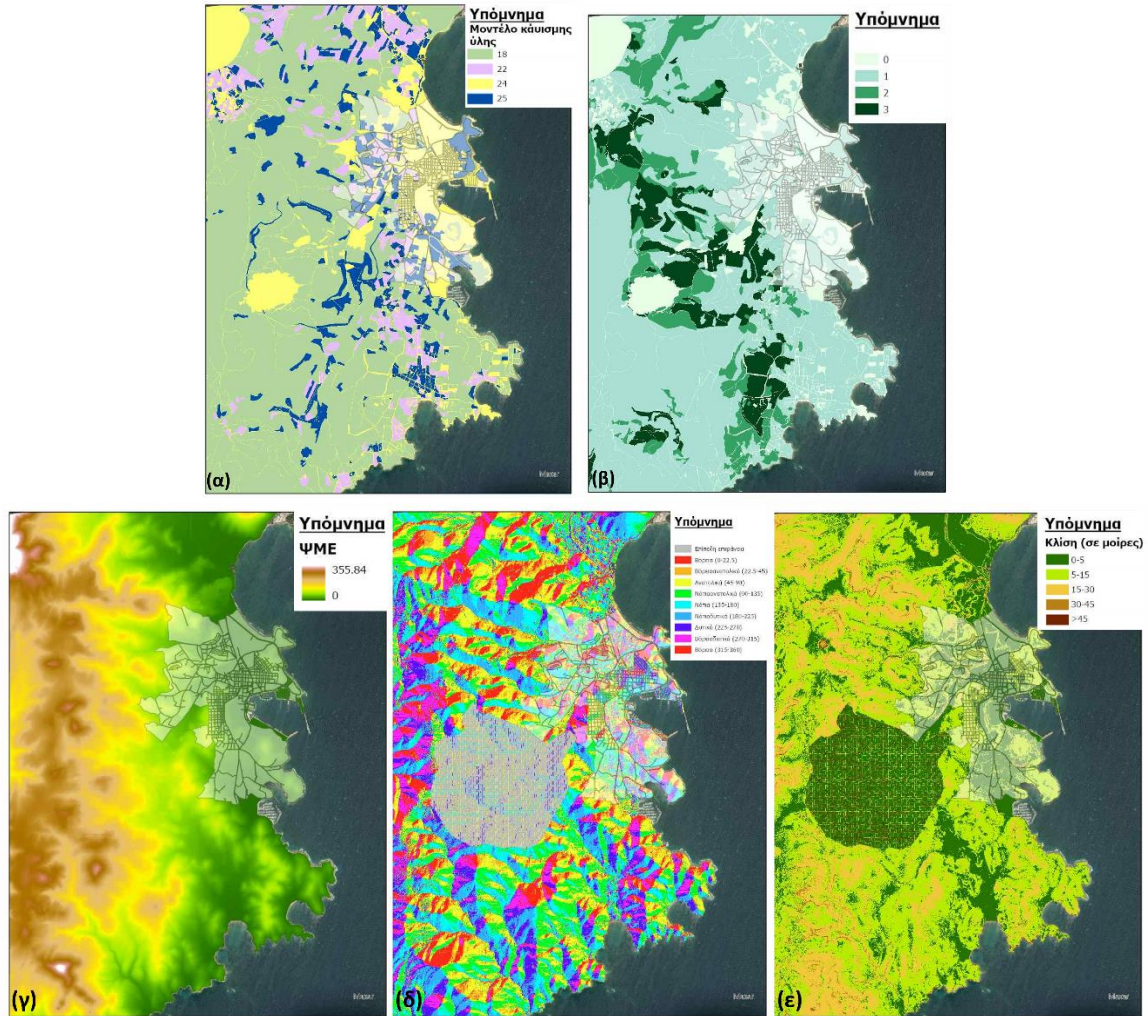 Υπόμνημα
Μοντέλο κάυισμης
ύλης
18
22
24
25
(α)
Υπόμνημα
0
1
2
3
(β)
Υπόμνημα
ΨΜΕ
355.84
0
(γ)
Υπόμνημα
Επίπεδη επιφάνεια
Βόρεια (0-22.5)
Βορειοανατολικά (22.5-45)
Ανατολικά (45-90)
Νοτιοανατολικά (90-135)
Νότια (135-180)
Νοτιοδυτικά (180-225)
Δυτικά (225-270)
Βορειοδυτικά (270-315)
Βόρεια (315-360)
(δ)
Υπόμνημα
Κλίση (σε μοίρες)
0-5
5-15
15-30
30-45
>45
(ε)